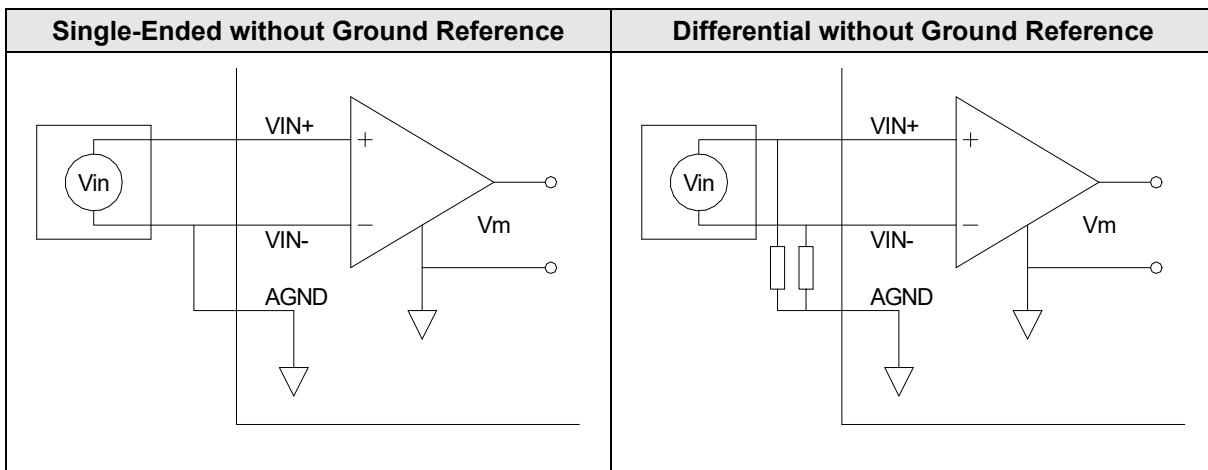 Single-Ended without Ground Reference
Differential without Ground Reference
VIN+
+
Vin
VIN-
−
Vm
AGND
VIN+
+
Vin
VIN-
−
Vm
AGND